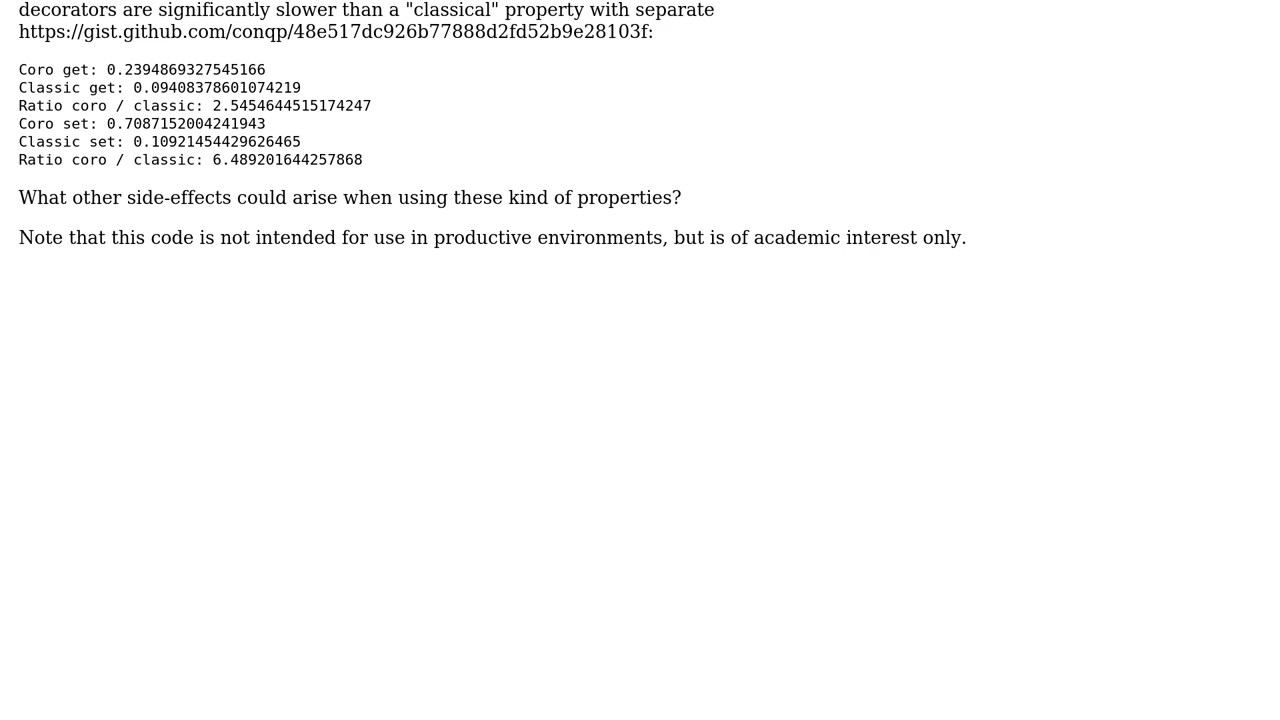 decorators are significantly slower than a "classical" property with separate
https://gist.github.com/conqp/48e517dc926b77888d2fd52b9e28103f:
Coro get: 0.2394869327545166
Classic get: 0.09408378601074219
Ratio coro / classic: 2.5454644515174247
Coro set: 0.7087152004241943
Classic set: 0.10921454429626465
Ratio coro / classic: 6.489201644257868
What other side-effects could arise when using these kind of properties?
Note that this code is not intended for use in productive environments, but is of academic interest only.